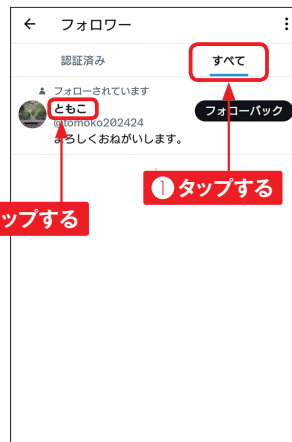 ← フォロワー
認証済み すべて
フォローされています
ともこ
フォローバック
@tomoko202424
よろしくおねがいします。
❶タップする
ップする